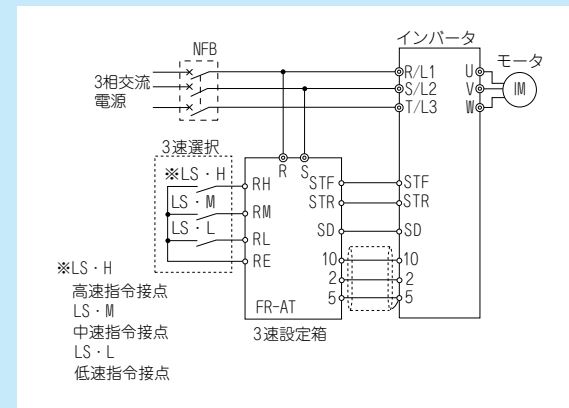 インバータ
NFB
モータ
3相交流
電源
R/L1
S/L2
T/L3
U
V
W
IM
3速選択
※LS・H
LS・M
LS・L
RH
RM
RL
RE
R
S
STF
STR
SD
10
2
5
STF
STR
SD
10
2
5
FR-AT
3速設定箱
※LS・H
高速指令接点
LS・M
中速指令接点
LS・L
低速指令接点